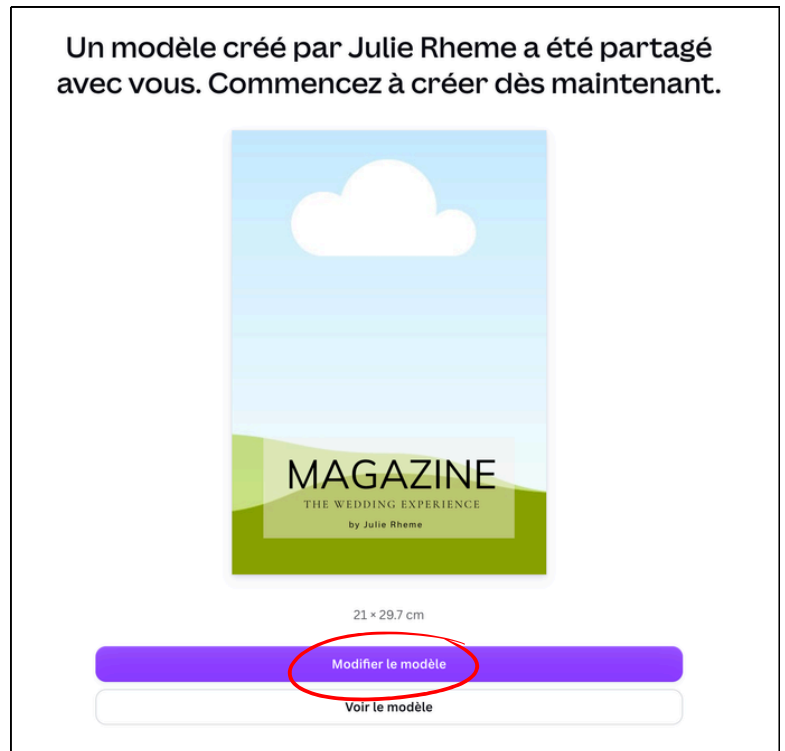 Un modèle créé par Julie Rheme a été partagé
avec vous. Commencez à créer dès maintenant.
MAGAZINE
THE WEDDING EXPERIENCE
by Julie Rheme
21 × 29.7 cm
Modifier le modèle
Voir le modèle